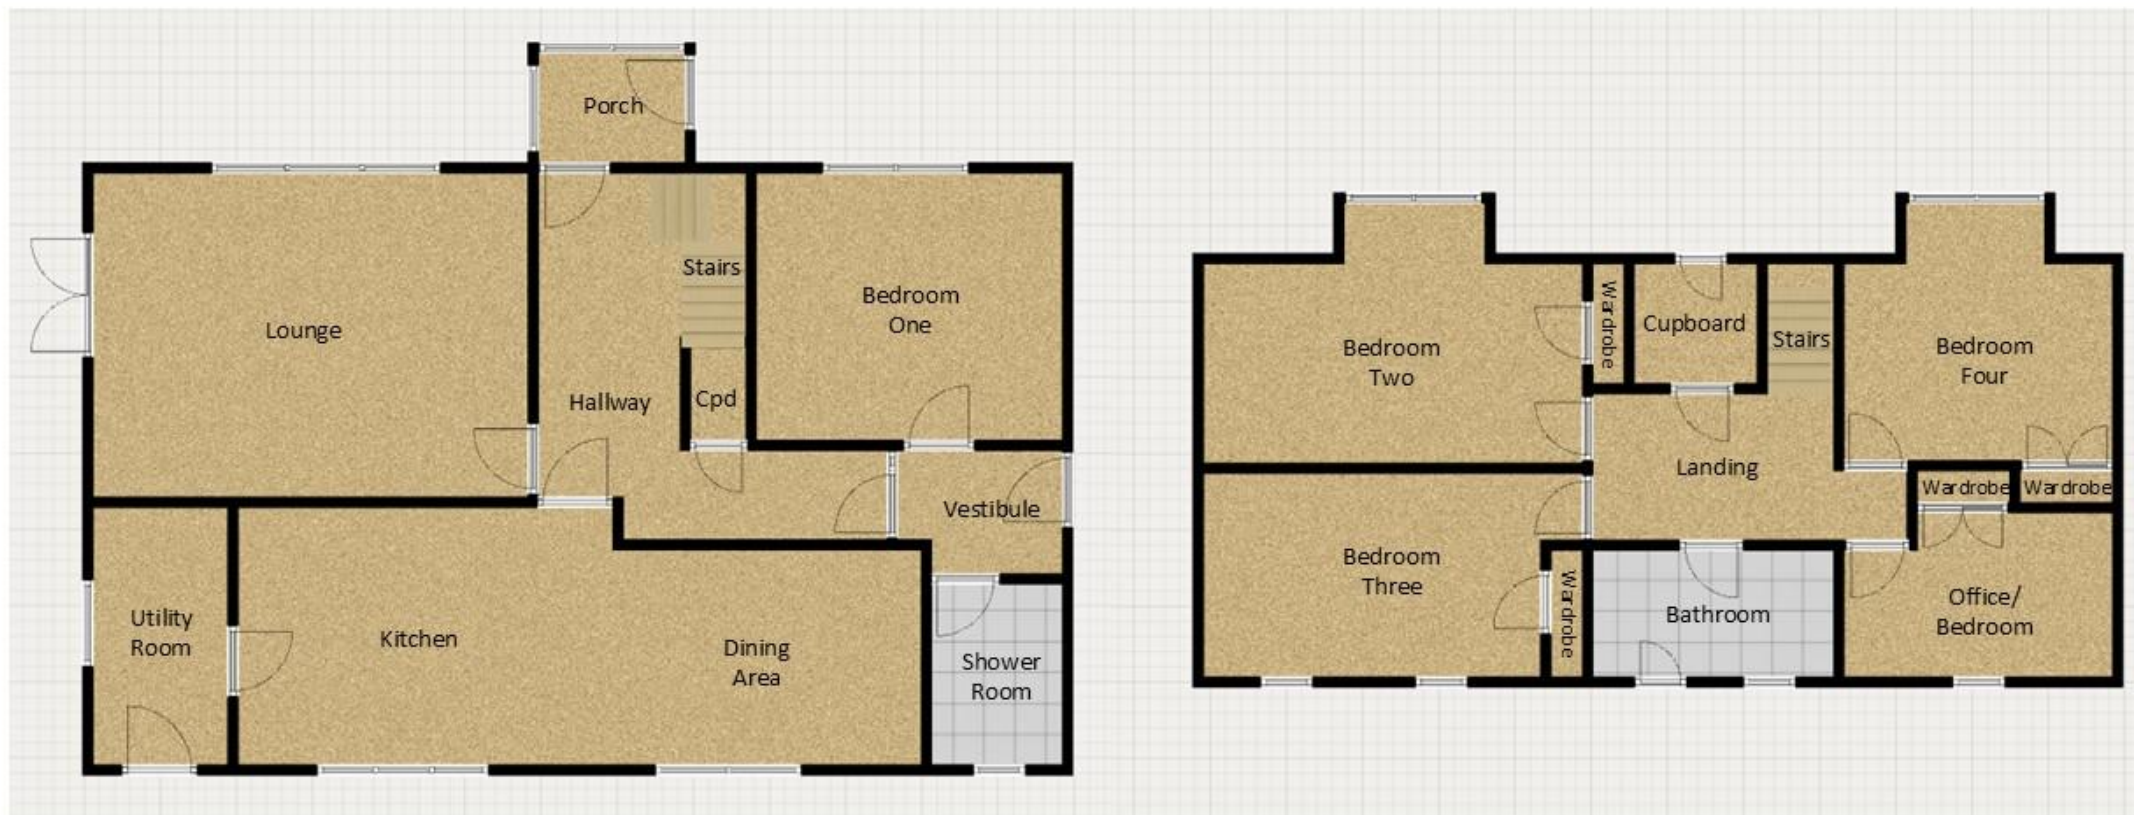 Porch
Stairs
Lounge
Bedroom
One
Hallway
Cpd
Vestibule
Utility
Room
Kitchen
Dining
Area
Shower
Room
Bedroom
Two
Wardrobe
Cupboard
Stairs
Bedroom
Four
Landing
Wardrobe
Wardrobe
Bedroom
Three
Wardrobe
Bathroom
Office/
Bedroom